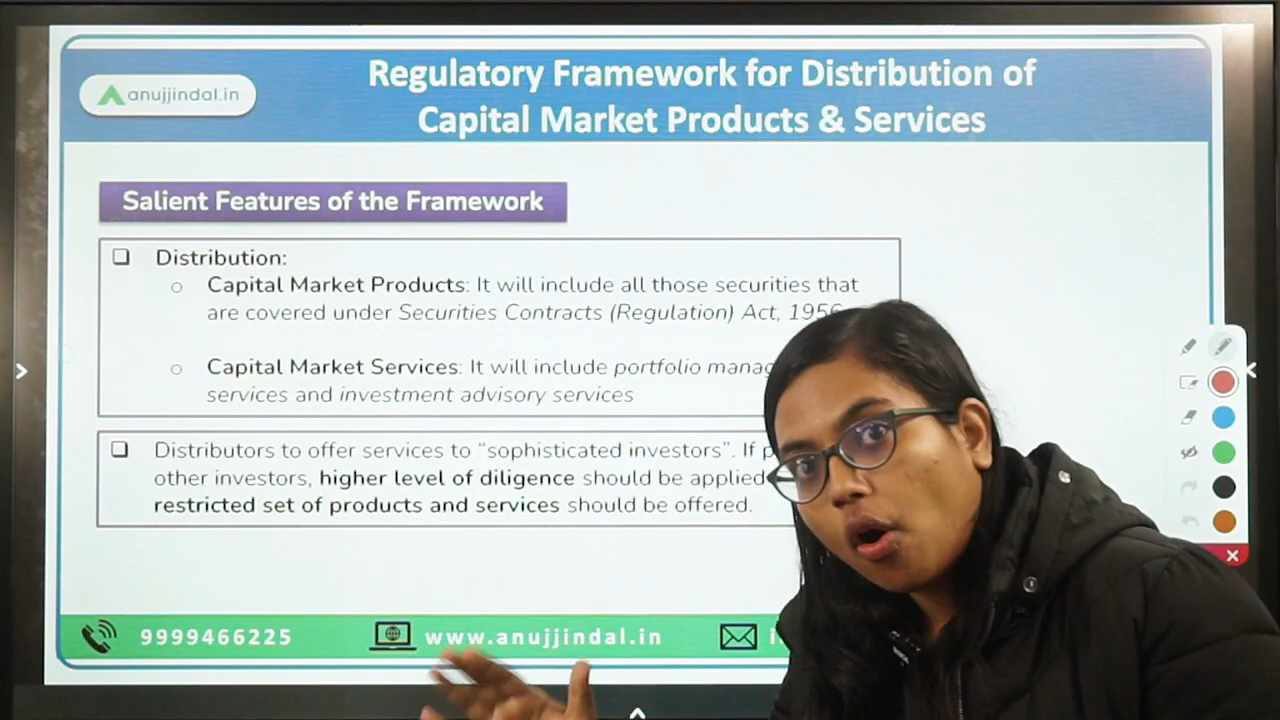 Regulatory Framework for Distribution of
anujjindal.in
Capital Market Products & Services
Salient Features of the Framework
Distribution:
Capital Market Products: It will include all those securities that
are covered under Securities Contracts (Regulation) Act, 1956
Capital Market Services: It will include portfolio
services and investment advisory services
Distributors to offer services to “sophisticated investors”. If
other investors, higher level of diligence should be applied
restricted set of products and services should be offered.
9999466225
www.anujjindal.in